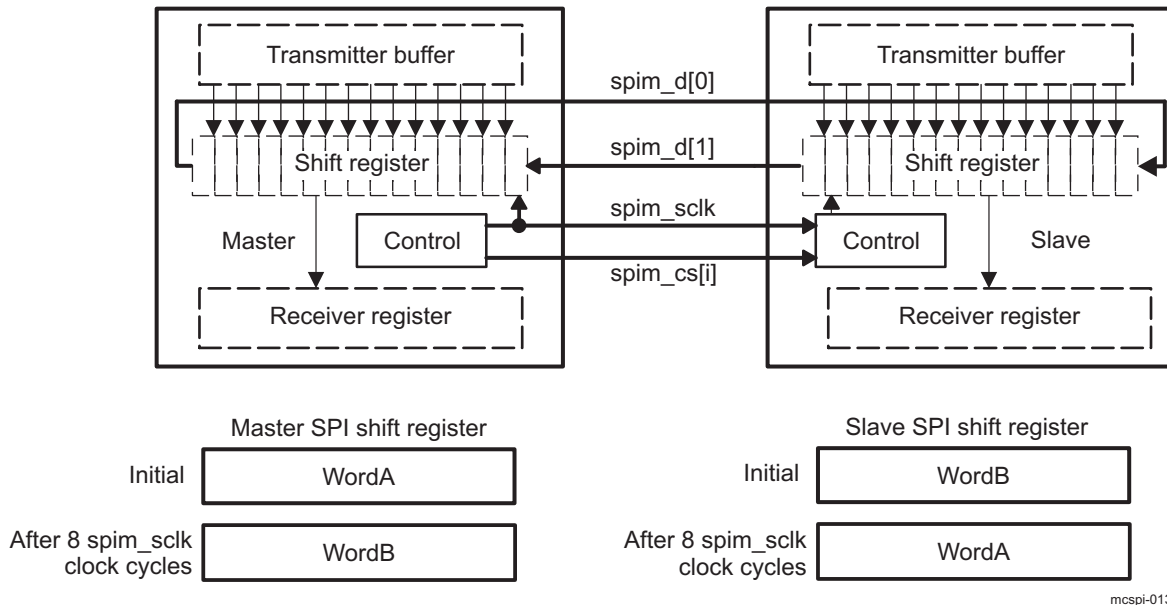 Transmitter buffer
Transmitter buffer
spim_d[0]
Shift register
spim_d[1]
Shift register
spim_sclk
Master
Control
Control
Slave
spim_cs[i]
Receiver register
Receiver register
Master SPI shift register
Slave SPI shift register
Initial
WordA
Initial
WordB
After 8 spim_sclk
clock cycles
WordB
After 8 spim_sclk
clock cycles
WordA
mcspi-013